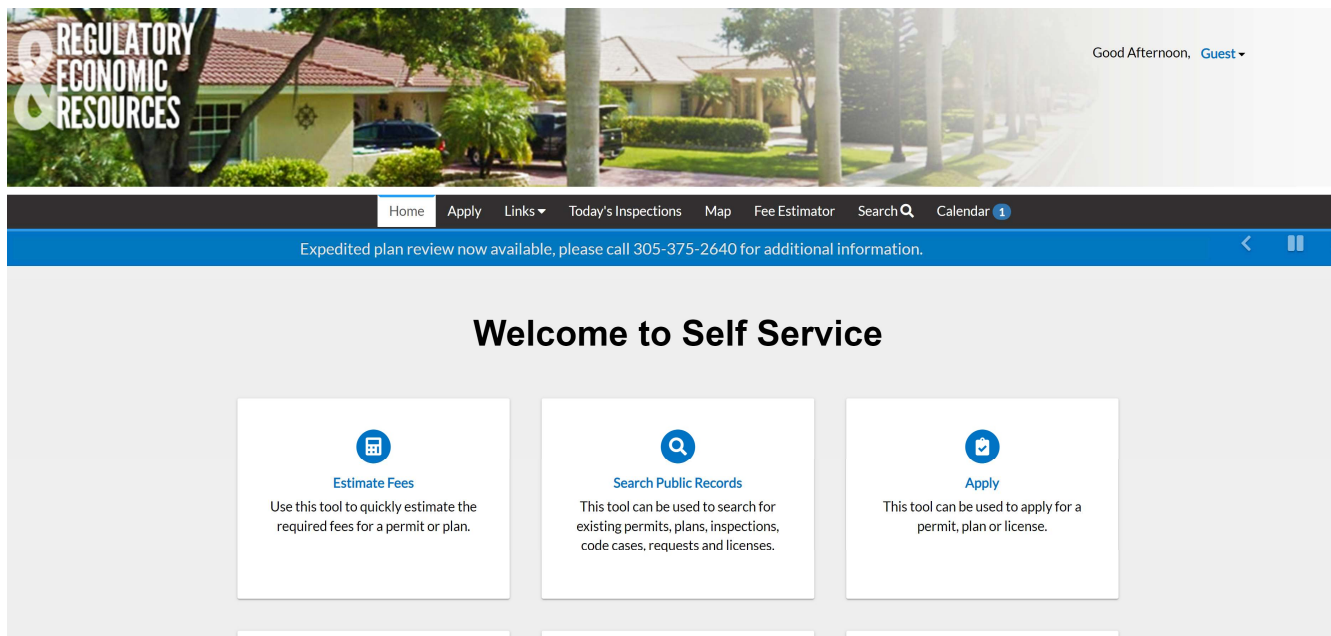 & REGULATORY
ECONOMIC
RESOURCES
Good Afternoon, Guest
Home Apply Links Today's Inspections Map Fee Estimator Search Calendar 1
Expedited plan review now available, please call 305-375-2640 for additional information.
Welcome to Self Service
Estimate Fees
Use this tool to quickly estimate the
required fees for a permit or plan.
Search Public Records
This tool can be used to search for
existing permits, plans, inspections,
code cases, requests and licenses.
Apply
This tool can be used to apply for a
permit, plan or license.